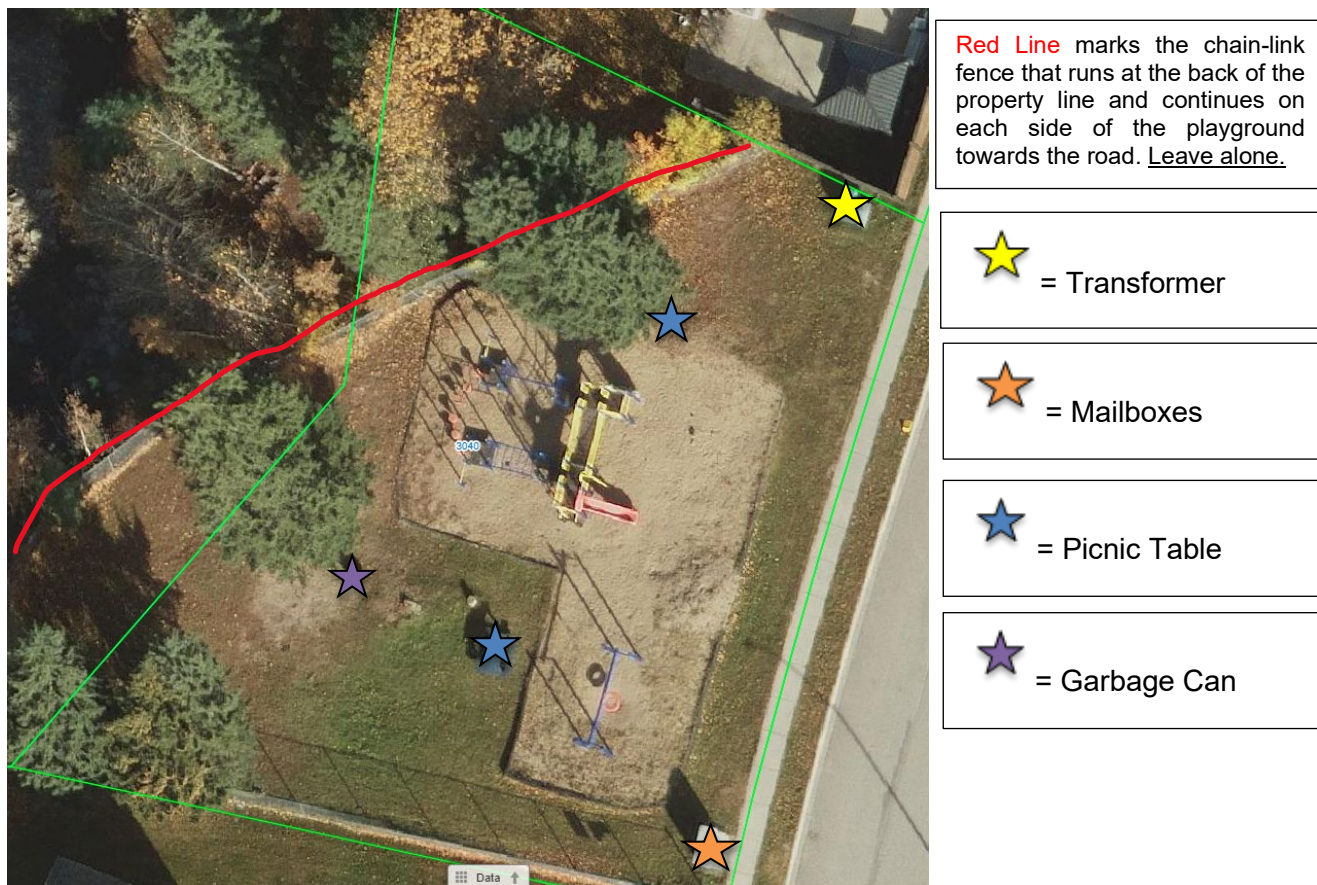 Red Line marks the chain-link
fence that runs at the back of the
property line and continues on
each side of the playground
towards the road. Leave alone.
= Transformer
= Mailboxes
= Picnic Table
= Garbage Can
3040
Data